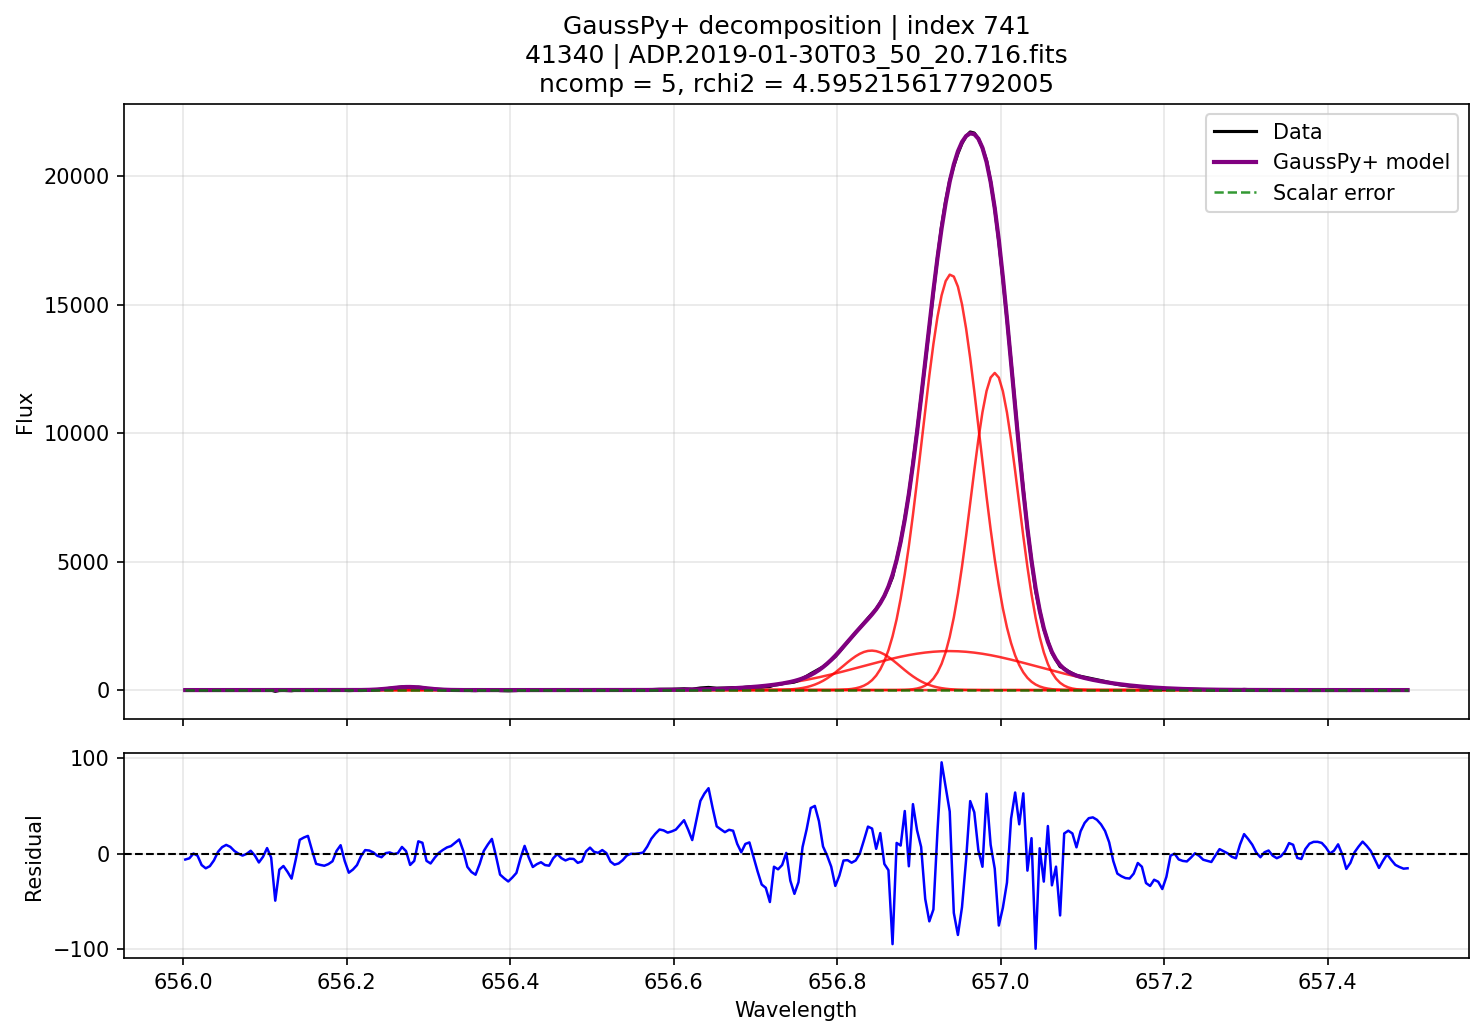 GaussPy+ decomposition | index 741
41340 | ADP.2019-01-30T03_50_20.716.fits
ncomp = 5, rchi2 = 4.595215617792005
Data
GaussPy+ model
Scalar error
Flux
20000
15000
10000
5000
0
Residual
100
0
−100
656.0 656.2 656.4 656.6 656.8 657.0 657.2 657.4
Wavelength